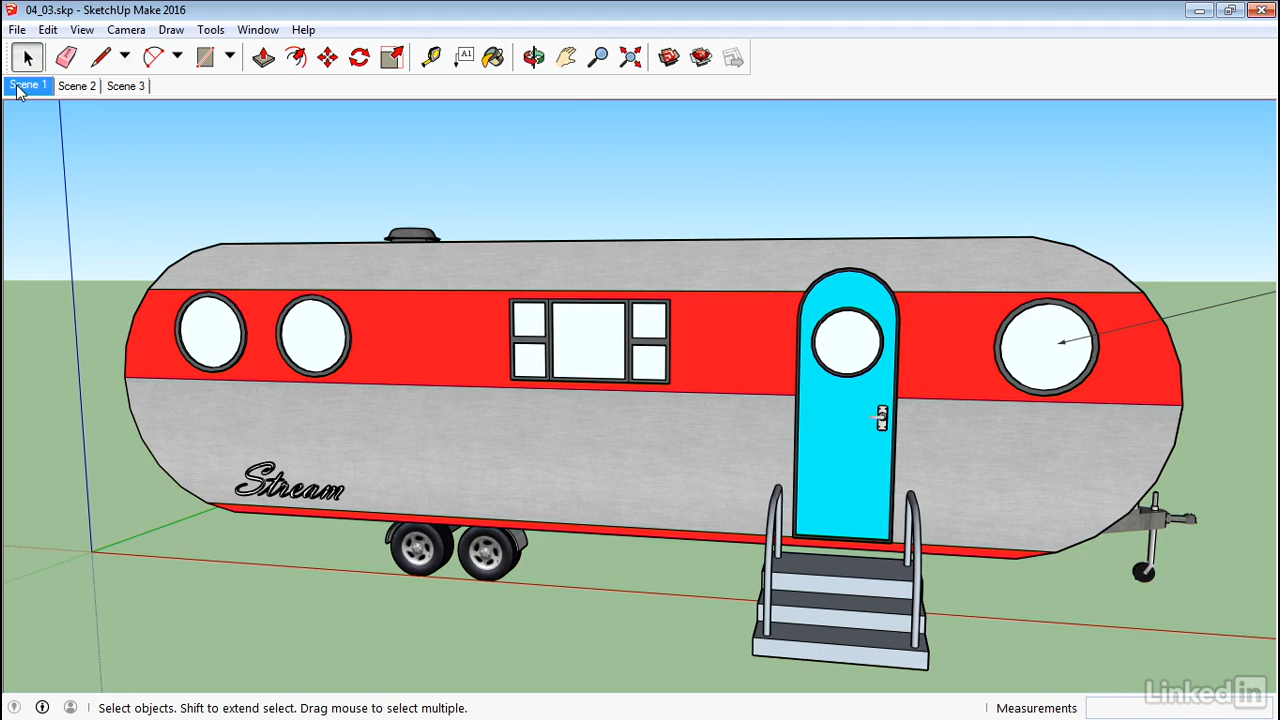 04_03.skp - SketchUp Make 2016
File Edit View Camera Draw Tools Window Help
A1
Scene 1 Scene 2 Scene 3
Stream
Select objects. Shift to extend select. Drag mouse to select multiple. Measurements
Linked in